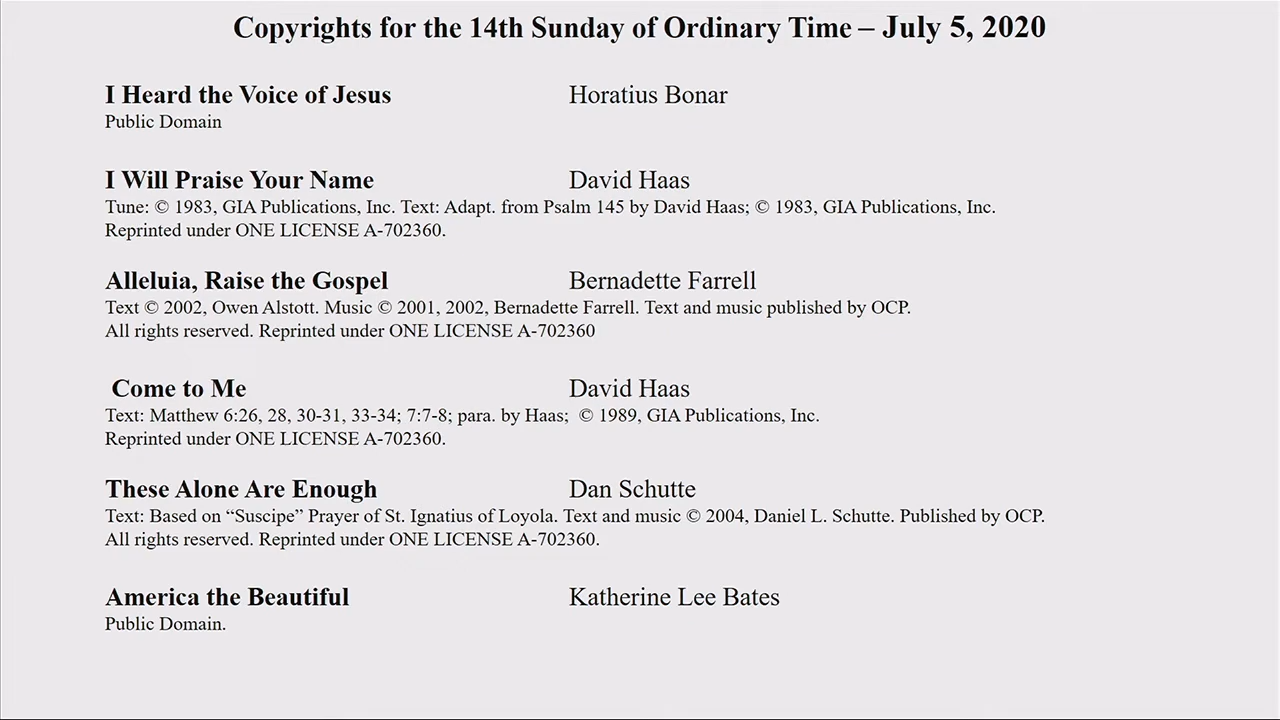 Copyrights for the 14th Sunday of Ordinary Time – July 5, 2020
I Heard the Voice of Jesus Horatius Bonar
Public Domain
I Will Praise Your Name David Haas
Tune: © 1983, GIA Publications, Inc. Text: Adapt. from Psalm 145 by David Haas; © 1983, GIA Publications, Inc.
Reprinted under ONE LICENSE A-702360.
Alleluia, Raise the Gospel Bernadette Farrell
Text © 2002, Owen Alstott. Music © 2001, 2002, Bernadette Farrell. Text and music published by OCP.
All rights reserved. Reprinted under ONE LICENSE A-702360
Come to Me David Haas
Text: Matthew 6:26, 28, 30-31, 33-34; 7:7-8; para. by Haas; © 1989, GIA Publications, Inc.
Reprinted under ONE LICENSE A-702360.
These Alone Are Enough Dan Schutte
Text: Based on “Suscipe” Prayer of St. Ignatius of Loyola. Text and music © 2004, Daniel L. Schutte. Published by OCP.
All rights reserved. Reprinted under ONE LICENSE A-702360.
America the Beautiful Katherine Lee Bates
Public Domain.